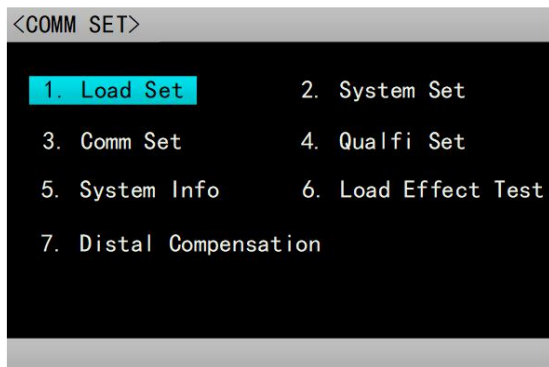 <COMM SET>
1. Load Set 2. System Set
3. Comm Set 4. Qualfi Set
5. System Info 6. Load Effect Test
7. Distal Compensation